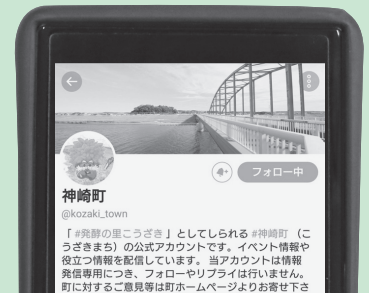 フォロー中
神崎町
@kozaki_town
「 #発酵の里こうざき 」としてしられる #神崎町 （こ
うざきまち）の公式アカウントです。イベント情報や
役立つ情報を配信しています。 当アカウントは情報
発信専用につき、フォローやリプライは行いません。
町に対するご意見等は町ホームページよりお寄せ下さ